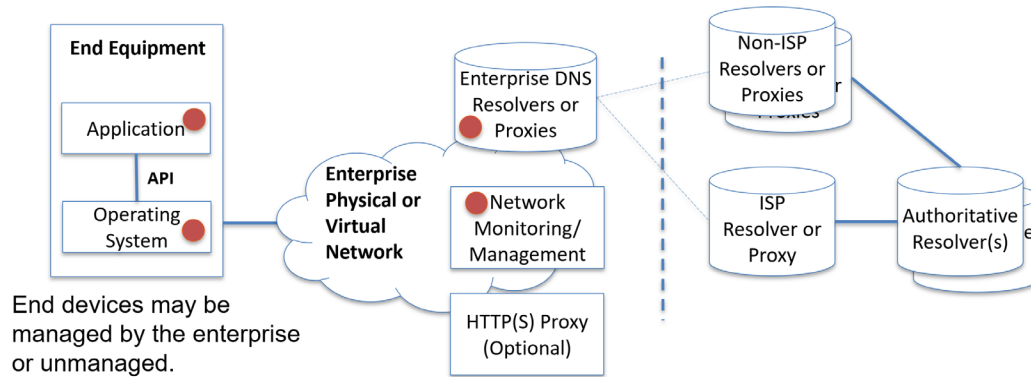 End Equipment
Application
API
Operating
System
End devices may be
managed by the enterprise
or unmanaged.
Enterprise DNS
Resolvers or
Proxies
Enterprise
Physical or
Virtual
Network
Network
Monitoring/
Management
HTTP(S) Proxy
(Optional)
Non-ISP
Resolvers or
Proxies
ISP
Resolver or
Proxy
Authoritative
Resolver(s)